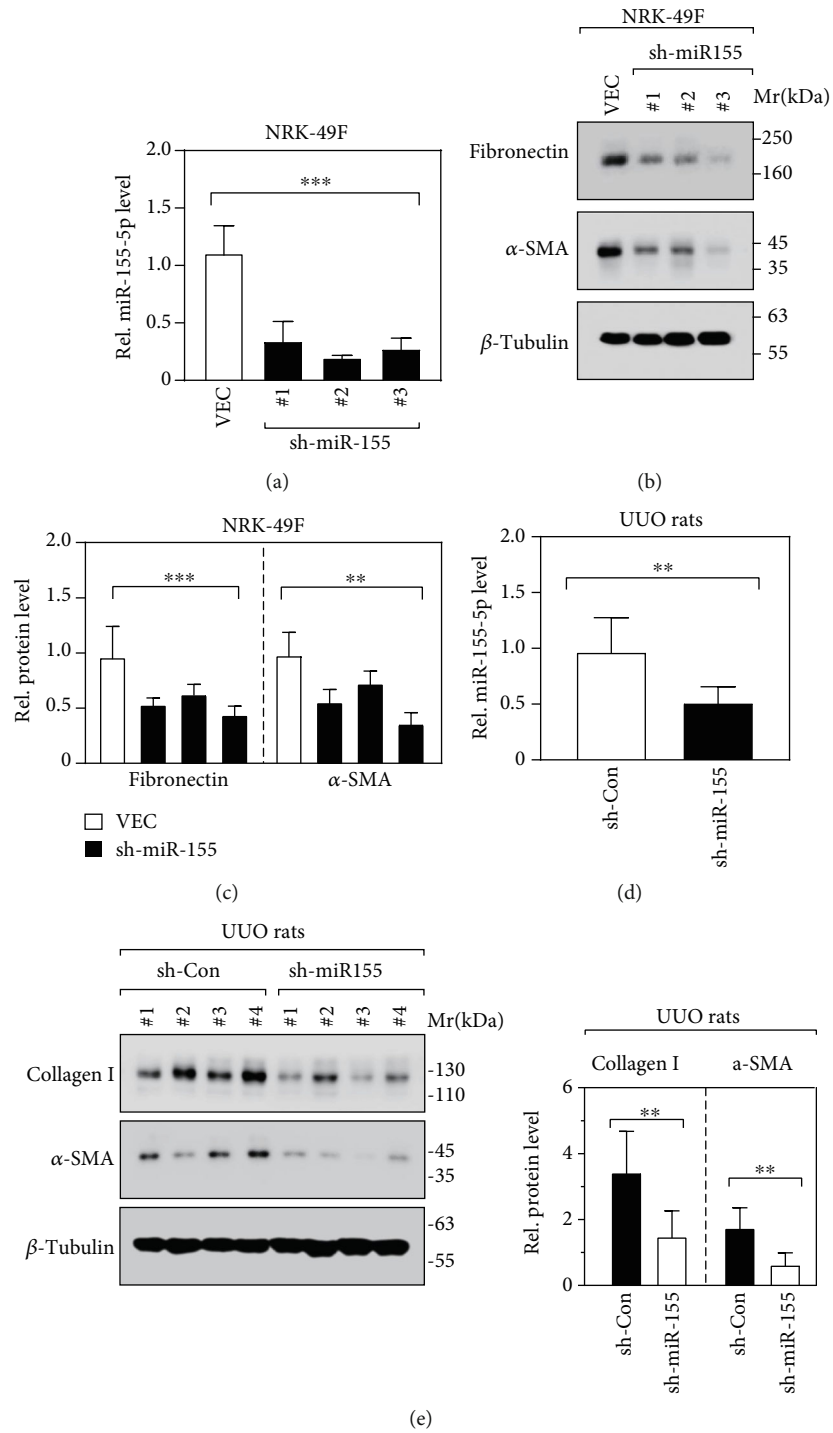 NRK-49F
2.0
1.5
1.0
0.5
0
Rel. miR-155-5p level
***
VEC
#1
#2
#3
sh-miR-155
(a)
NRK-49F
sh-miR155
VEC
#1
#2
#3
Mr(kDa)
Fibronectin
250
160
α-SMA
45
35
β-Tubulin
63
55
(b)
NRK-49F
2.0
1.5
1.0
0.5
0
Rel. protein level
***
**
Fibronectin
α-SMA
VEC
sh-miR-155
(c)
UUO rats
2.0
1.5
1.0
0.5
0
Rel. miR-155-5p level
**
sh-Con
sh-miR-155
(d)
UUO rats
sh-Con
sh-miR155
#1
#2
#3
#4
#1
#2
#3
#4
Mr(kDa)
Collagen I
-130
-110
α-SMA
-45
-35
β-Tubulin
-63
-55
UUO rats
Collagen I
a-SMA
6
4
2
0
Rel. protein level
**
**
sh-Con
sh-miR-155
sh-Con
sh-miR-155
(e)